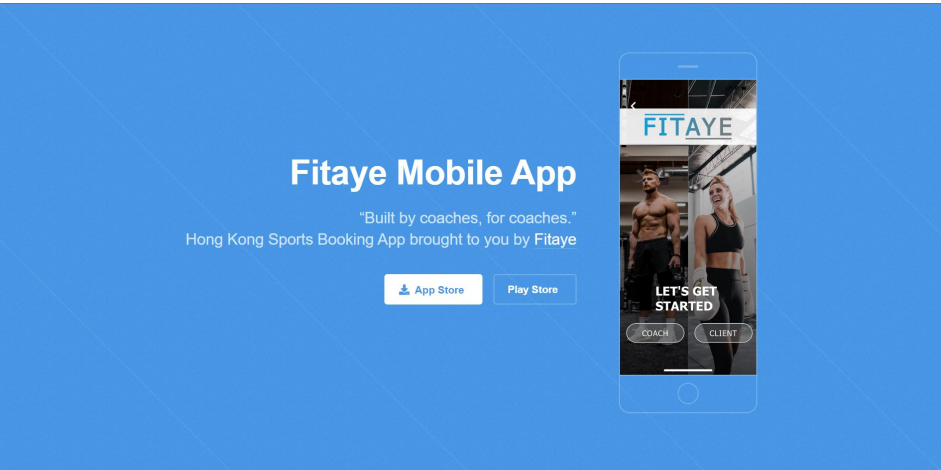 Fitaye Mobile App
“Built by coaches, for coaches.”
Hong Kong Sports Booking App brought to you by Fitaye
App Store
Play Store
FITAYE
LET'S GET
STARTED
COACH
CLIENT